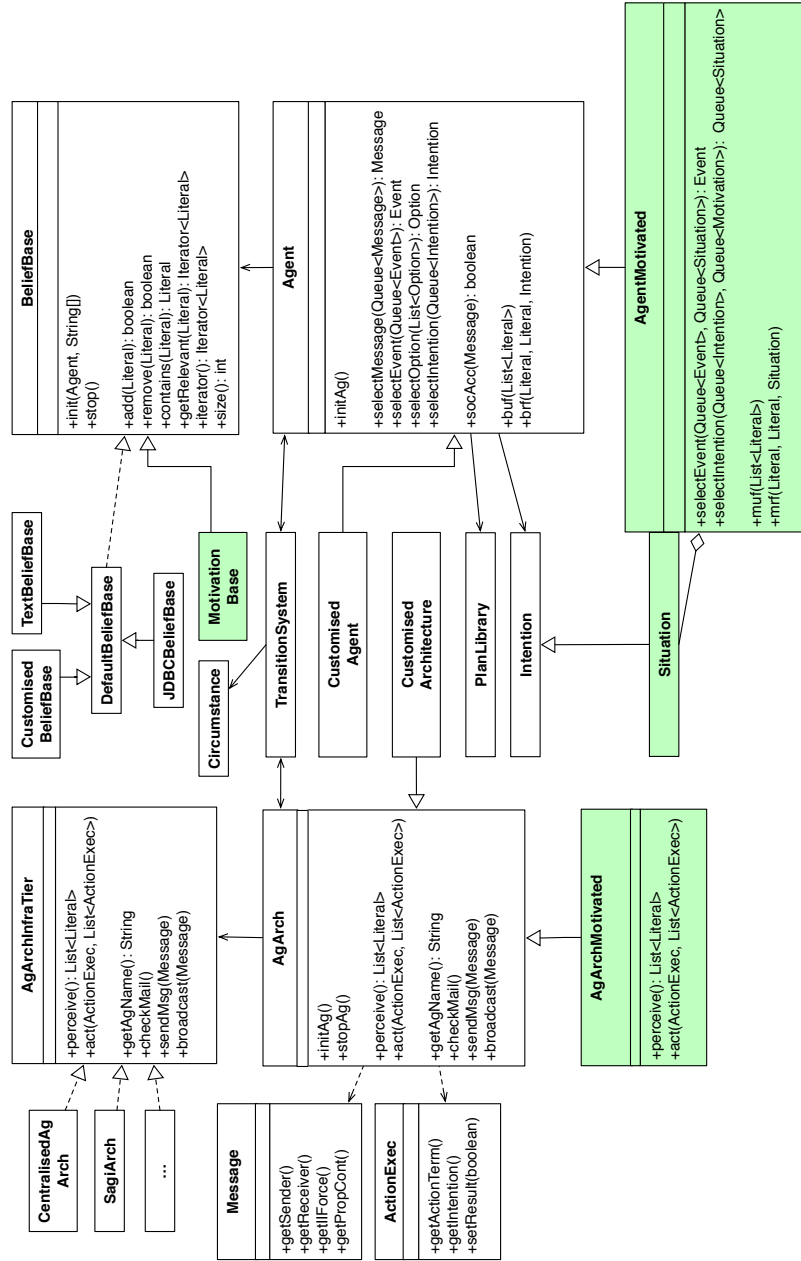 CentralisedAg
Arch
SagiArch
...
AgArchInfraTier
+perceive(): List<Literal>
+act(ActionExec, List<ActionExec>)
+getAgName(): String
+checkMail()
+sendMsg(Message)
+broadcast(Message)
Customised
BeliefBase
TextBeliefBase
DefaultBeliefBase
JDBCBeliefBase
Motivation
Base
BeliefBase
+init(Agent, String[])
+stop()
+add(Literal): boolean
+remove(Literal): boolean
+contains(Literal): Literal
+getRelevant(Literal): Iterator<Literal>
+iterator(): Iterator<Literal>
+size(): int
Message
+getSender()
+getReceiver()
+getIlForce()
+getPropCont()
ActionExec
+getActionTerm()
+getIntention()
+setResult(boolean)
AgArch
+initAg()
+stopAg()
+perceive(): List<Literal>
+act(ActionExec, List<ActionExec>)
+getAgName(): String
+checkMail()
+sendMsg(Message)
+broadcast(Message)
Circumstance
TransitionSystem
Customised
Agent
Customised
Architecture
PlanLibrary
Intention
Agent
+initAg()
+selectMessage(Queue<Message>): Message
+selectEvent(Queue<Event>): Event
+selectOption(List<Option>): Option
+selectIntention(Queue<Intention>): Intention
+socAcc(Message): boolean
+buf(List<Literal>)
+brf(Literal, Literal, Intention)
AgArchMotivated
+perceive(): List<Literal>
+act(ActionExec, List<ActionExec>)
Situation
AgentMotivated
+selectEvent(Queue<Event>, Queue<Situation>): Event
+selectIntention(Queue<Intention>, Queue<Motivation>): Queue<Situation>
+muf(List<Literal>)
+mrf(Literal, Literal, Situation)